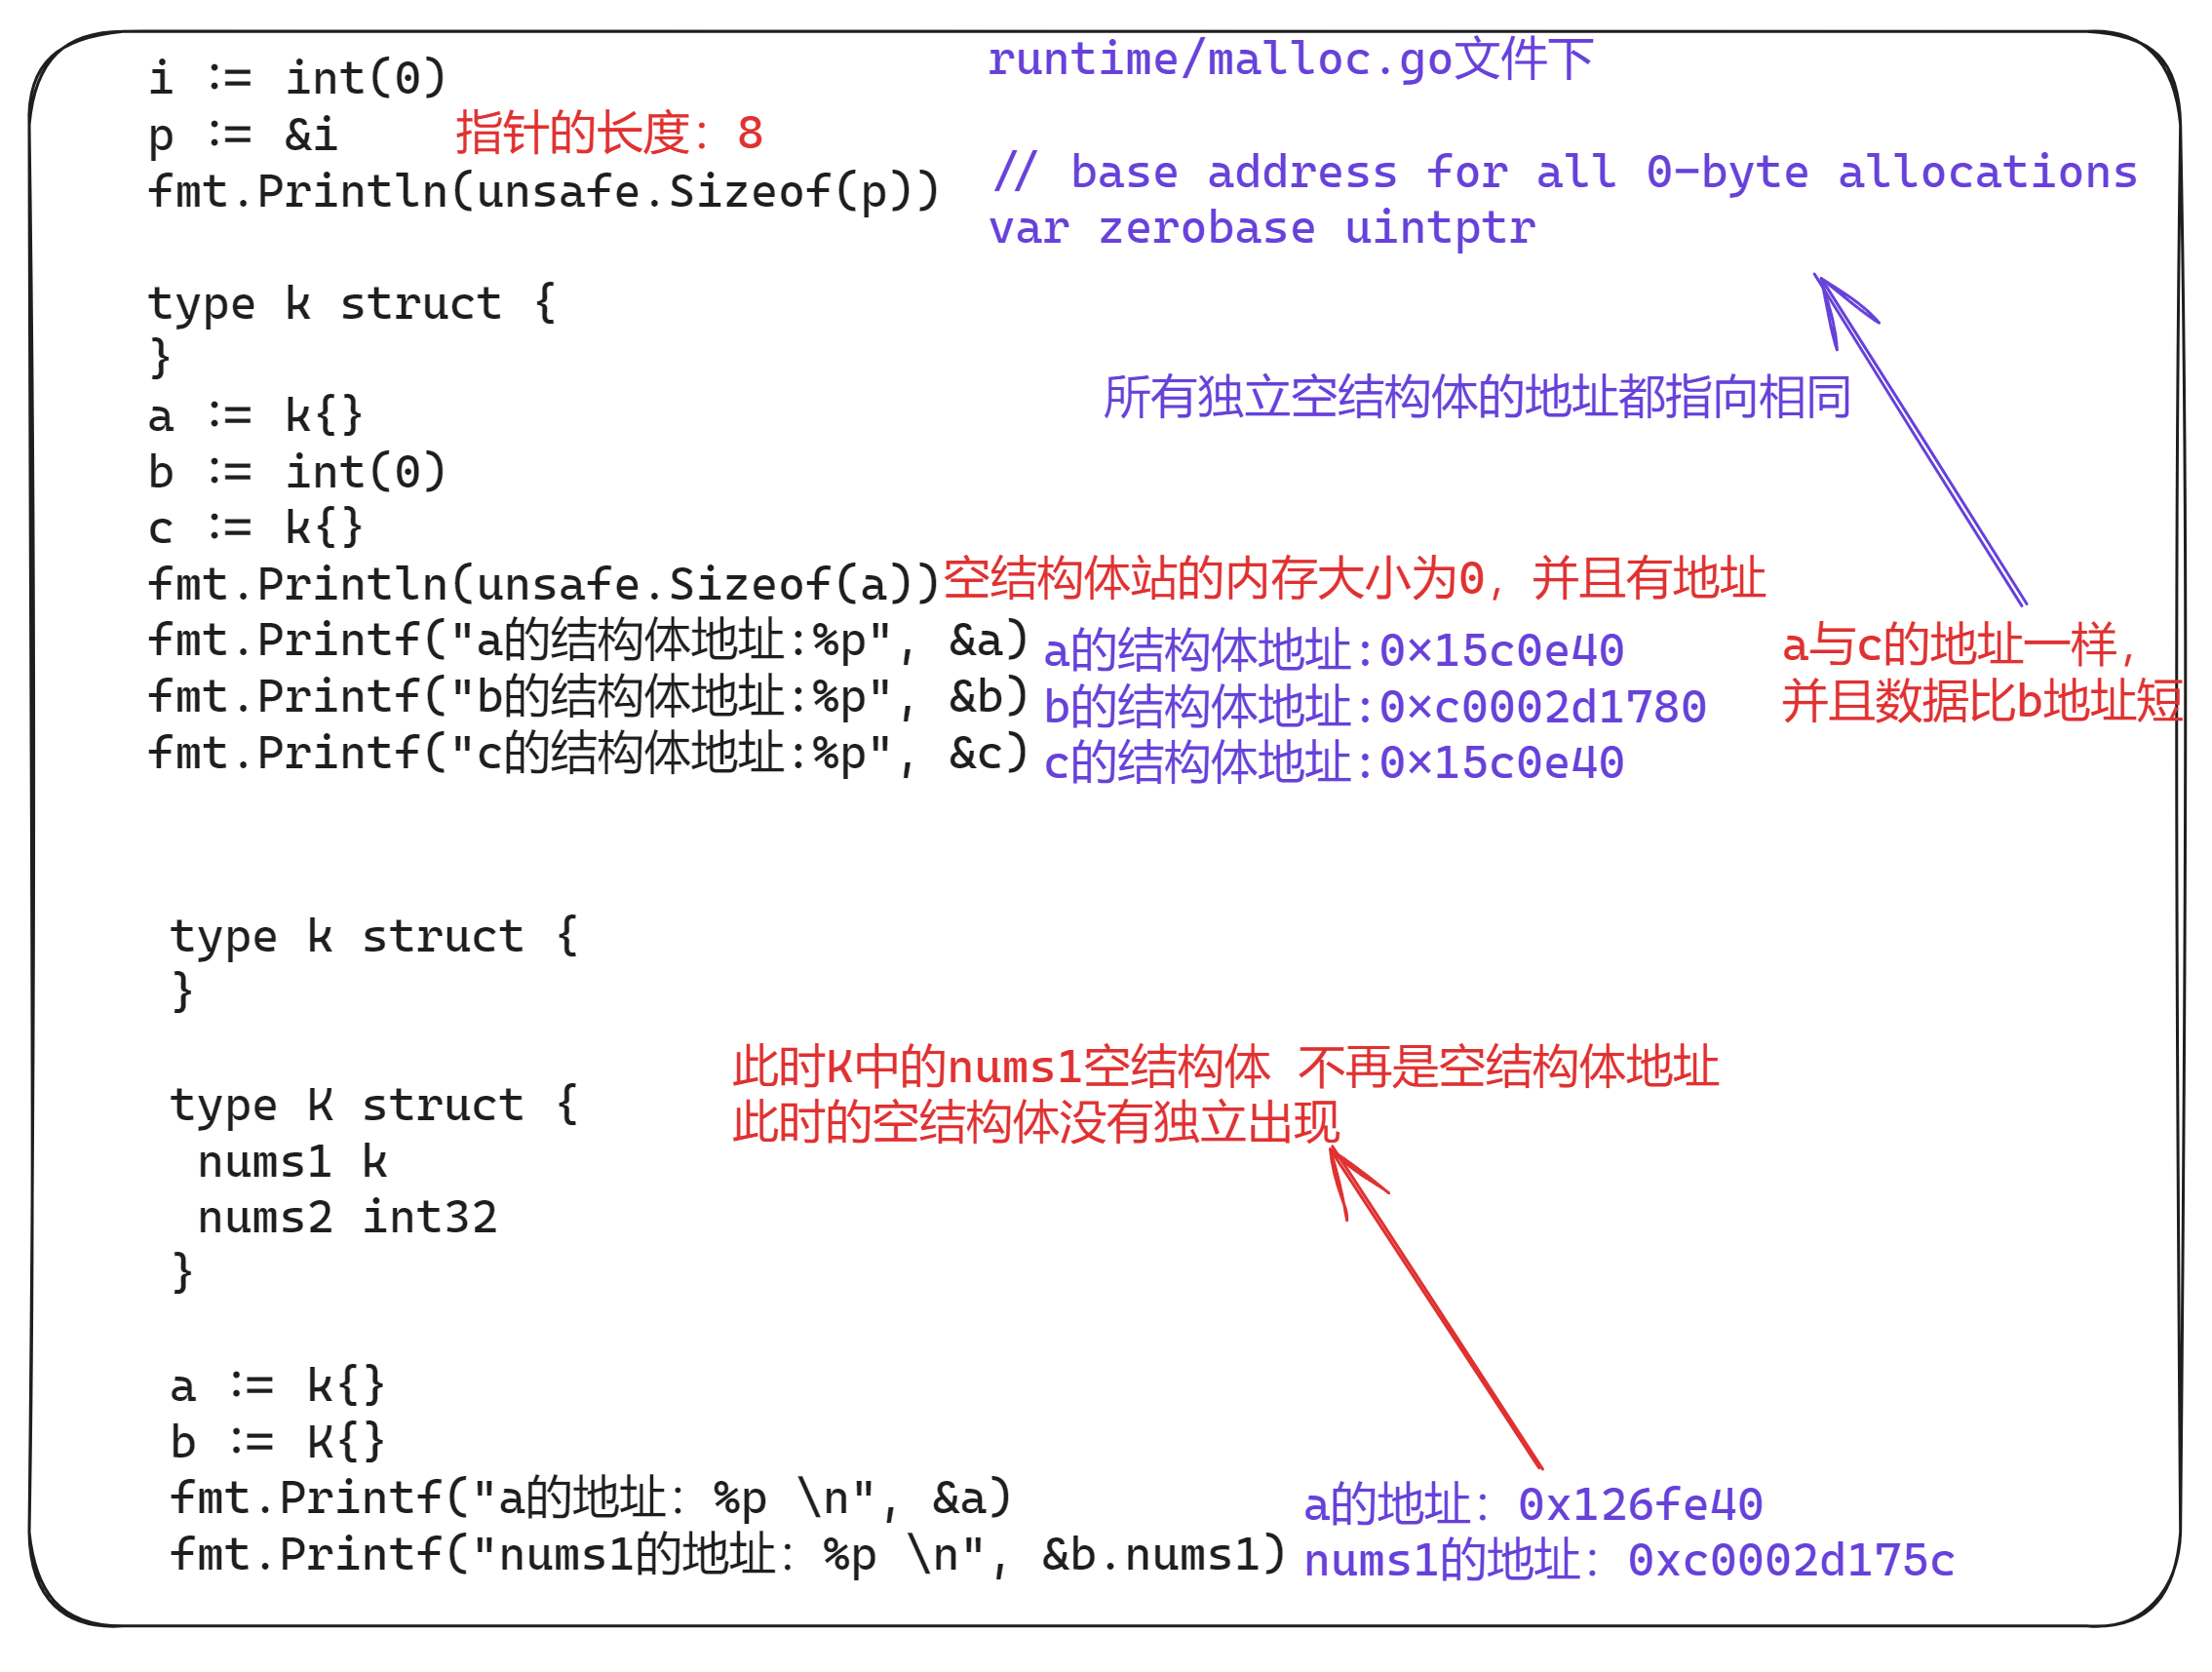 i := int(0)
p := &i
指针的长度：8
fmt.Println(unsafe.Sizeof(p))
runtime/malloc.go文件下
// base address for all 0-byte allocations
var zerobase uintptr
type k struct {
}
所有独立空结构体的地址都指向相同
a := k{}
b := int(0)
c := k{}
fmt.Println(unsafe.Sizeof(a))
空结构体站的内存大小为0，并且有地址
fmt.Printf("a的结构体地址:%p", &a)
fmt.Printf("b的结构体地址:%p", &b)
fmt.Printf("c的结构体地址:%p", &c)
a的结构体地址:0×15c0e40
b的结构体地址:0×c0002d1780
c的结构体地址:0×15c0e40
a与c的地址一样，
并且数据比b地址短
type k struct {
}
type K struct {
nums1 k
nums2 int32
}
此时K中的nums1空结构体 不再是空结构体地址
此时的空结构体没有独立出现
a := k{}
b := K{}
fmt.Printf("a的地址：%p \n", &a)
fmt.Printf("nums1的地址：%p \n", &b.nums1)
a的地址：0x126fe40
nums1的地址：0xc0002d175c